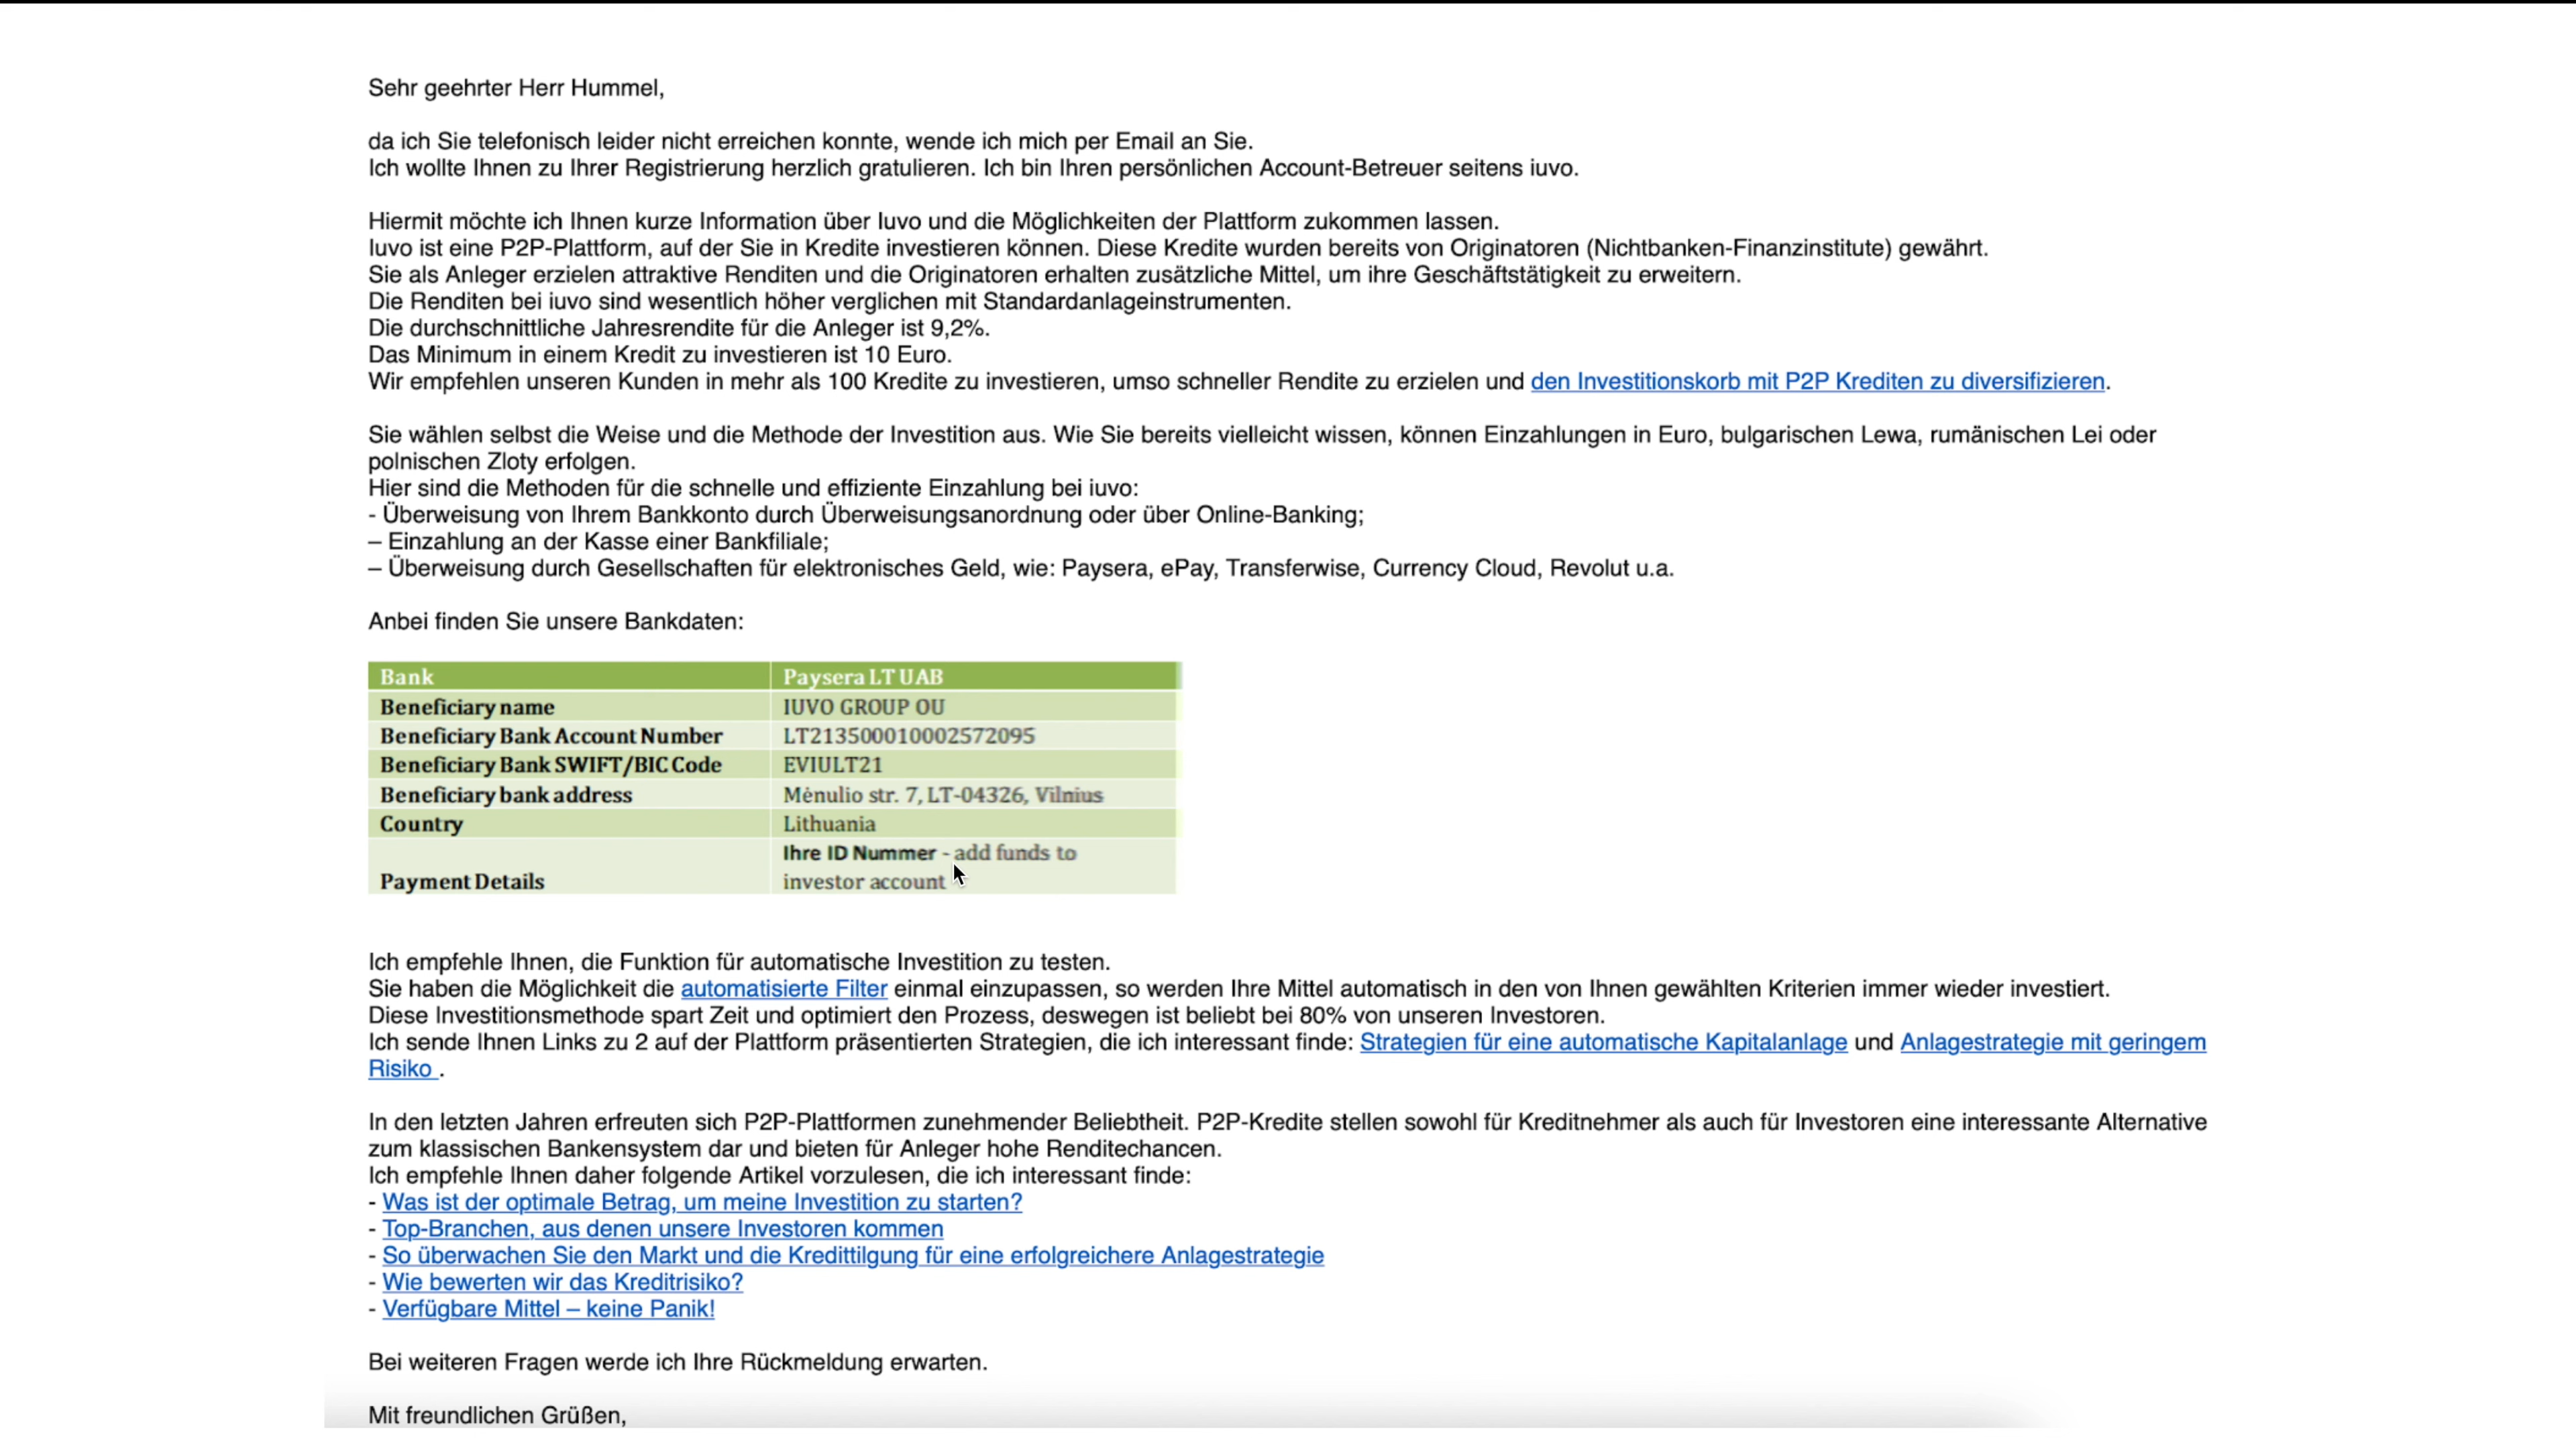 Sehr geehrter Herr Hummel,
da ich Sie telefonisch leider nicht erreichen konnte, wende ich mich per Email an Sie.
Ich wollte Ihnen zu Ihrer Registrierung herzlich gratulieren. Ich bin Ihren persönlichen Account-Betreuer seitens iuvo.
Hiermit möchte ich Ihnen kurze Information über Iuvo und die Möglichkeiten der Plattform zukommen lassen.
Iuvo ist eine P2P-Plattform, auf der Sie in Kredite investieren können. Diese Kredite wurden bereits von Originatoren (Nichtbanken-Finanzinstitute) gewährt.
Sie als Anleger erzielen attraktive Renditen und die Originatoren erhalten zusätzliche Mittel, um ihre Geschäftstätigkeit zu erweitern.
Die Renditen bei iuvo sind wesentlich höher verglichen mit Standardanlageinstrumenten.
Die durchschnittliche Jahresrendite für die Anleger ist 9,2%.
Das Minimum in einem Kredit zu investieren ist 10 Euro.
Wir empfehlen unseren Kunden in mehr als 100 Kredite zu investieren, umso schneller Rendite zu erzielen und den Investitionskorb mit P2P Krediten zu diversifizieren.
Sie wählen selbst die Weise und die Methode der Investition aus. Wie Sie bereits vielleicht wissen, können Einzahlungen in Euro, bulgarischen Lewa, rumänischen Lei oder
polnischen Zloty erfolgen.
Hier sind die Methoden für die schnelle und effiziente Einzahlung bei iuvo:
- Überweisung von Ihrem Bankkonto durch Überweisungsanordnung oder über Online-Banking;
– Einzahlung an der Kasse einer Bankfiliale;
– Überweisung durch Gesellschaften für elektronisches Geld, wie: Paysera, ePay, Transferwise, Currency Cloud, Revolut u.a.
Anbei finden Sie unsere Bankdaten:
Bank Paysera LT UAB
Beneficiary name IUVO GROUP OU
Beneficiary Bank Account Number LT213500010002572095
Beneficiary Bank SWIFT/BIC Code EVIULT21
Beneficiary bank address Mėnulio str. 7, LT-04326, Vilnius
Country Lithuania
Ihre ID Nummer - add funds to
Payment Details investor account
Ich empfehle Ihnen, die Funktion für automatische Investition zu testen.
Sie haben die Möglichkeit die automatisierte Filter einmal einzupassen, so werden Ihre Mittel automatisch in den von Ihnen gewählten Kriterien immer wieder investiert.
Diese Investitionsmethode spart Zeit und optimiert den Prozess, deswegen ist beliebt bei 80% von unseren Investoren.
Ich sende Ihnen Links zu 2 auf der Plattform präsentierten Strategien, die ich interessant finde: Strategien für eine automatische Kapitalanlage und Anlagestrategie mit geringem
Risiko .
In den letzten Jahren erfreuten sich P2P-Plattformen zunehmender Beliebtheit. P2P-Kredite stellen sowohl für Kreditnehmer als auch für Investoren eine interessante Alternative
zum klassischen Bankensystem dar und bieten für Anleger hohe Renditechancen.
Ich empfehle Ihnen daher folgende Artikel vorzulesen, die ich interessant finde:
- Was ist der optimale Betrag, um meine Investition zu starten?
- Top-Branchen, aus denen unsere Investoren kommen
- So überwachen Sie den Markt und die Kredittilgung für eine erfolgreichere Anlagestrategie
- Wie bewerten wir das Kreditrisiko?
- Verfügbare Mittel – keine Panik!
Bei weiteren Fragen werde ich Ihre Rückmeldung erwarten.
Mit freundlichen Grüßen,